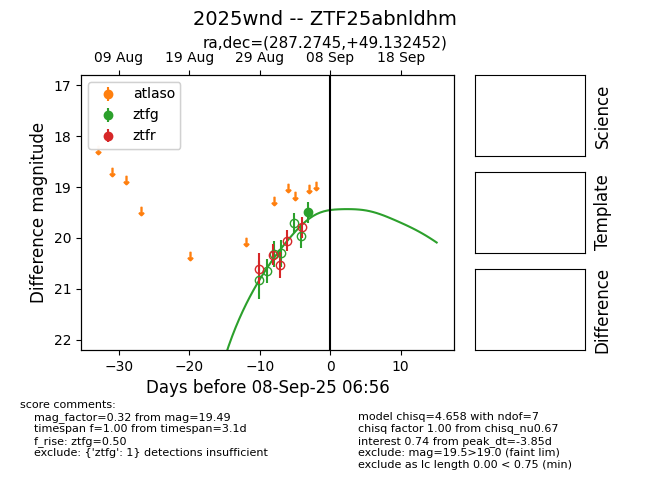 2025wnd -- ZTF25abnldhm
ra,dec=(287.2745,+49.132452)
09 Aug 19 Aug 29 Aug 08 Sep 18 Sep
atlaso
ztfg
ztfr
17
18
19
20
21
22
Difference magnitude
−30 −20 −10 0 10
Days before 08-Sep-25 06:56
Science
Template
Difference
score comments:
mag_factor=0.32 from mag=19.49
timespan f=1.00 from timespan=3.1d
f_rise: ztfg=0.50
exclude: {'ztfg': 1} detections insufficient
model chisq=4.658 with ndof=7
chisq factor 1.00 from chisq_nu0.67
interest 0.74 from peak_dt=-3.85d
exclude: mag=19.5>19.0 (faint lim)
exclude as lc length 0.00 < 0.75 (min)